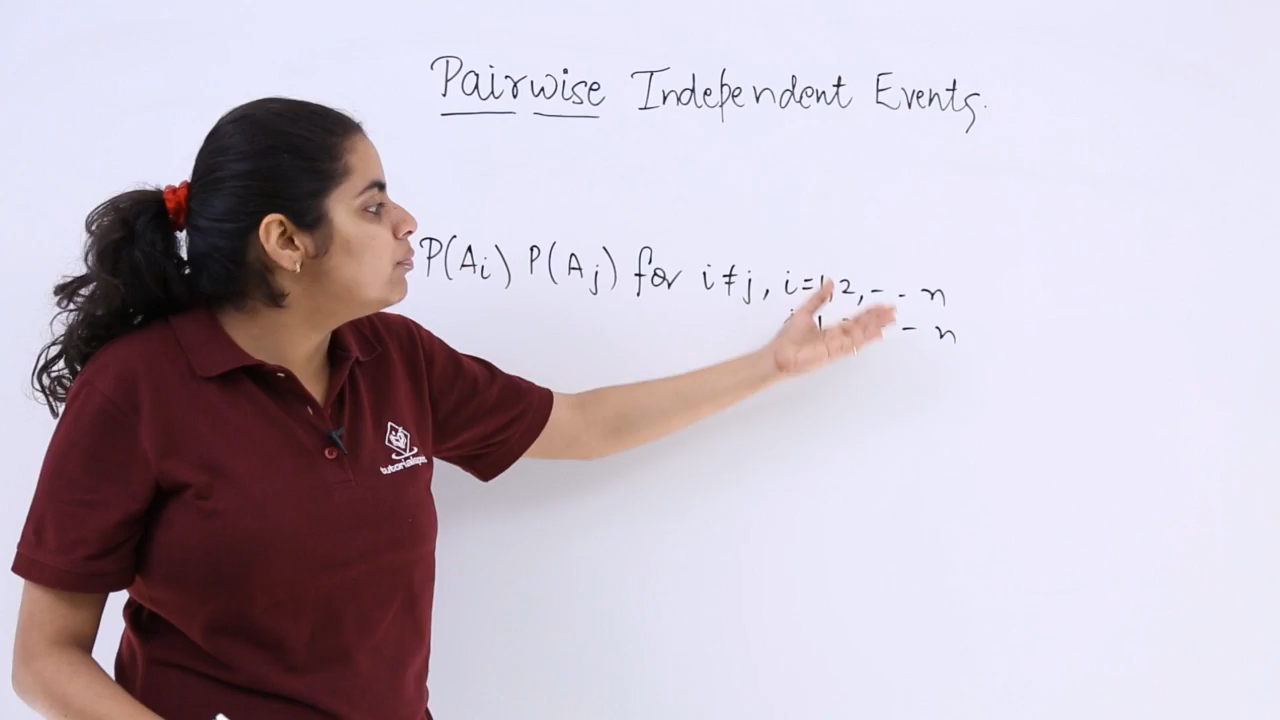 Pairwise Independent Events.
P(Ai) P(Aj) for i≠j, i=1,2,--n
- n
tutorialspoint